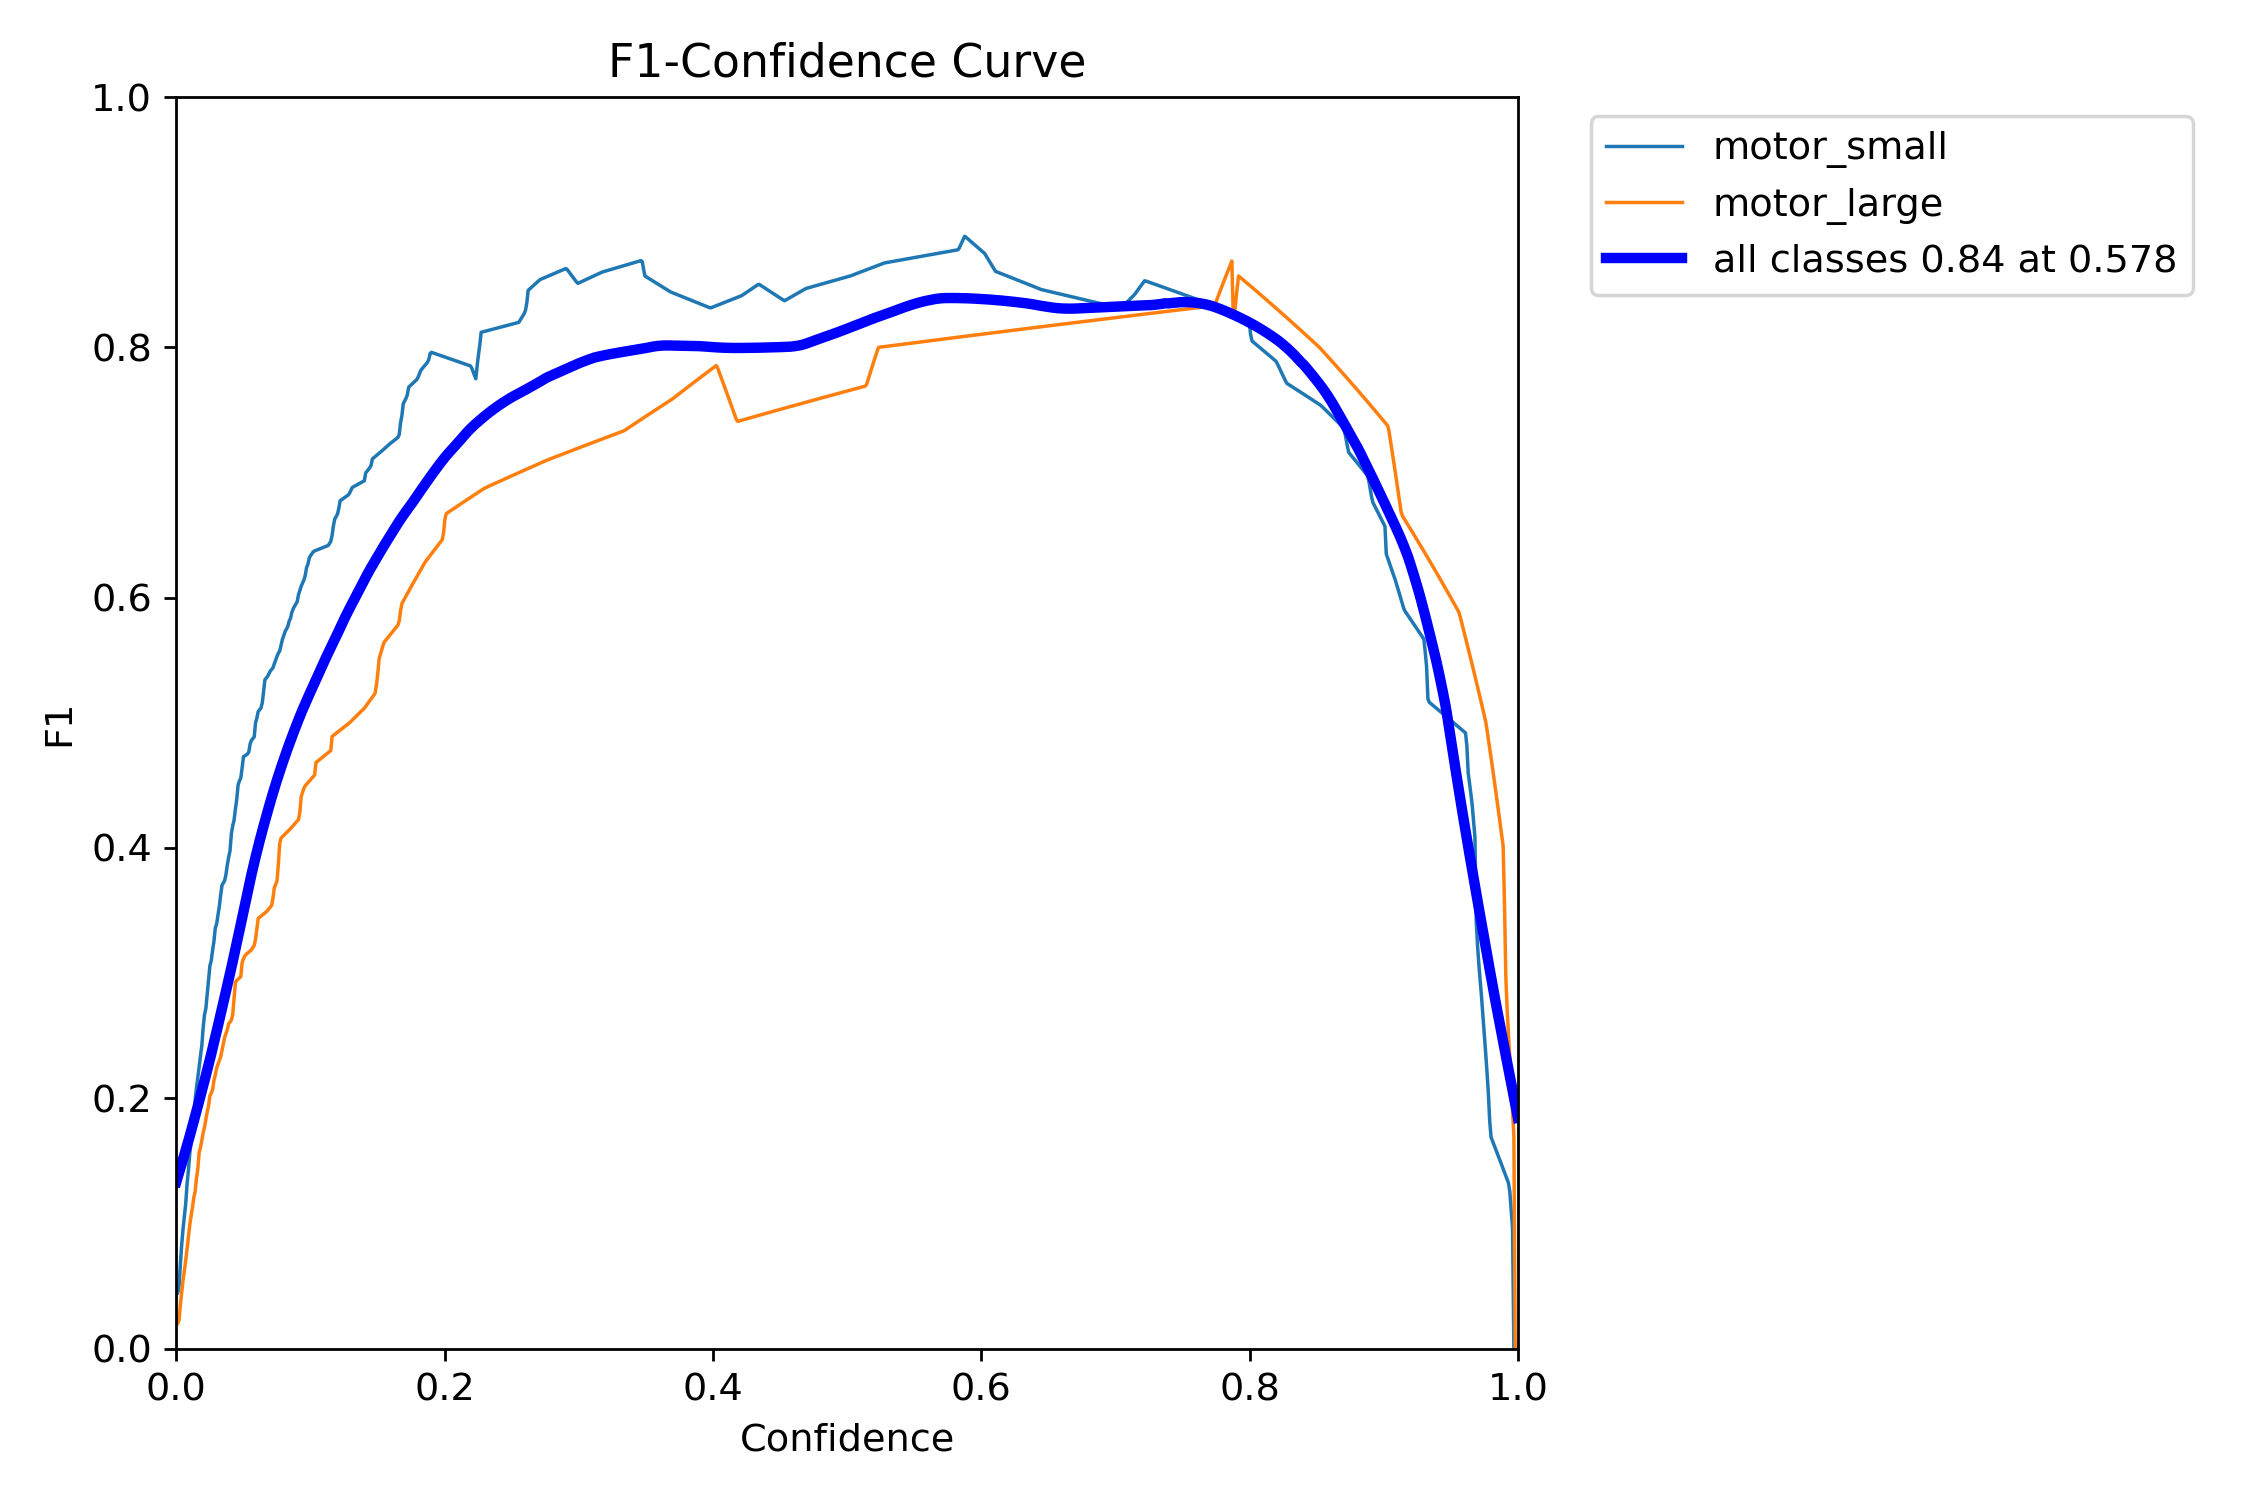 F1-Confidence Curve
1.0
0.8
0.6
0.4
0.2
0.0
F1
0.0 0.2 0.4 0.6 0.8 1.0
Confidence
motor_small
motor_large
all classes 0.84 at 0.578